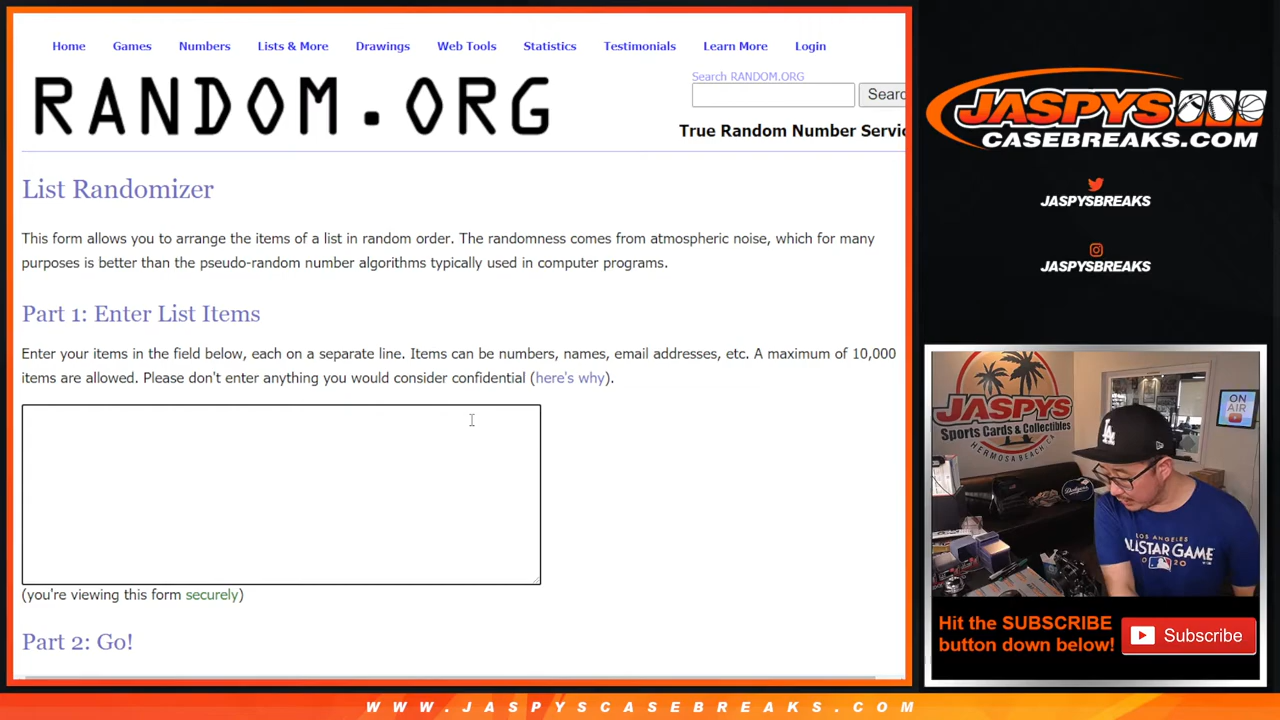 Home Games Numbers Lists & More Drawings Web Tools Statistics Testimonials Learn More Login
RANDOM.ORG
Search RANDOM.ORG
Searc
True Random Number Servic
List Randomizer
This form allows you to arrange the items of a list in random order. The randomness comes from atmospheric noise, which for many
purposes is better than the pseudo-random number algorithms typically used in computer programs.
Part 1: Enter List Items
Enter your items in the field below, each on a separate line. Items can be numbers, names, email addresses, etc. A maximum of 10,000
items are allowed. Please don't enter anything you would consider confidential (here's why).
(you're viewing this form securely)
Part 2: Go!
JASPYS
CASEBREAKS.COM
JASPYSBREAKS
JASPYSBREAKS
JASPYS
Sports Cards & Collectibles
HERMOSA BEACH, CA
ON
AIR
LA
Dodgers
LOS ANGELES
ALL STAR GAME
2020
Hit the SUBSCRIBE
button down below!
Subscribe
WWW.JASPYSCASEBREAKS.COM